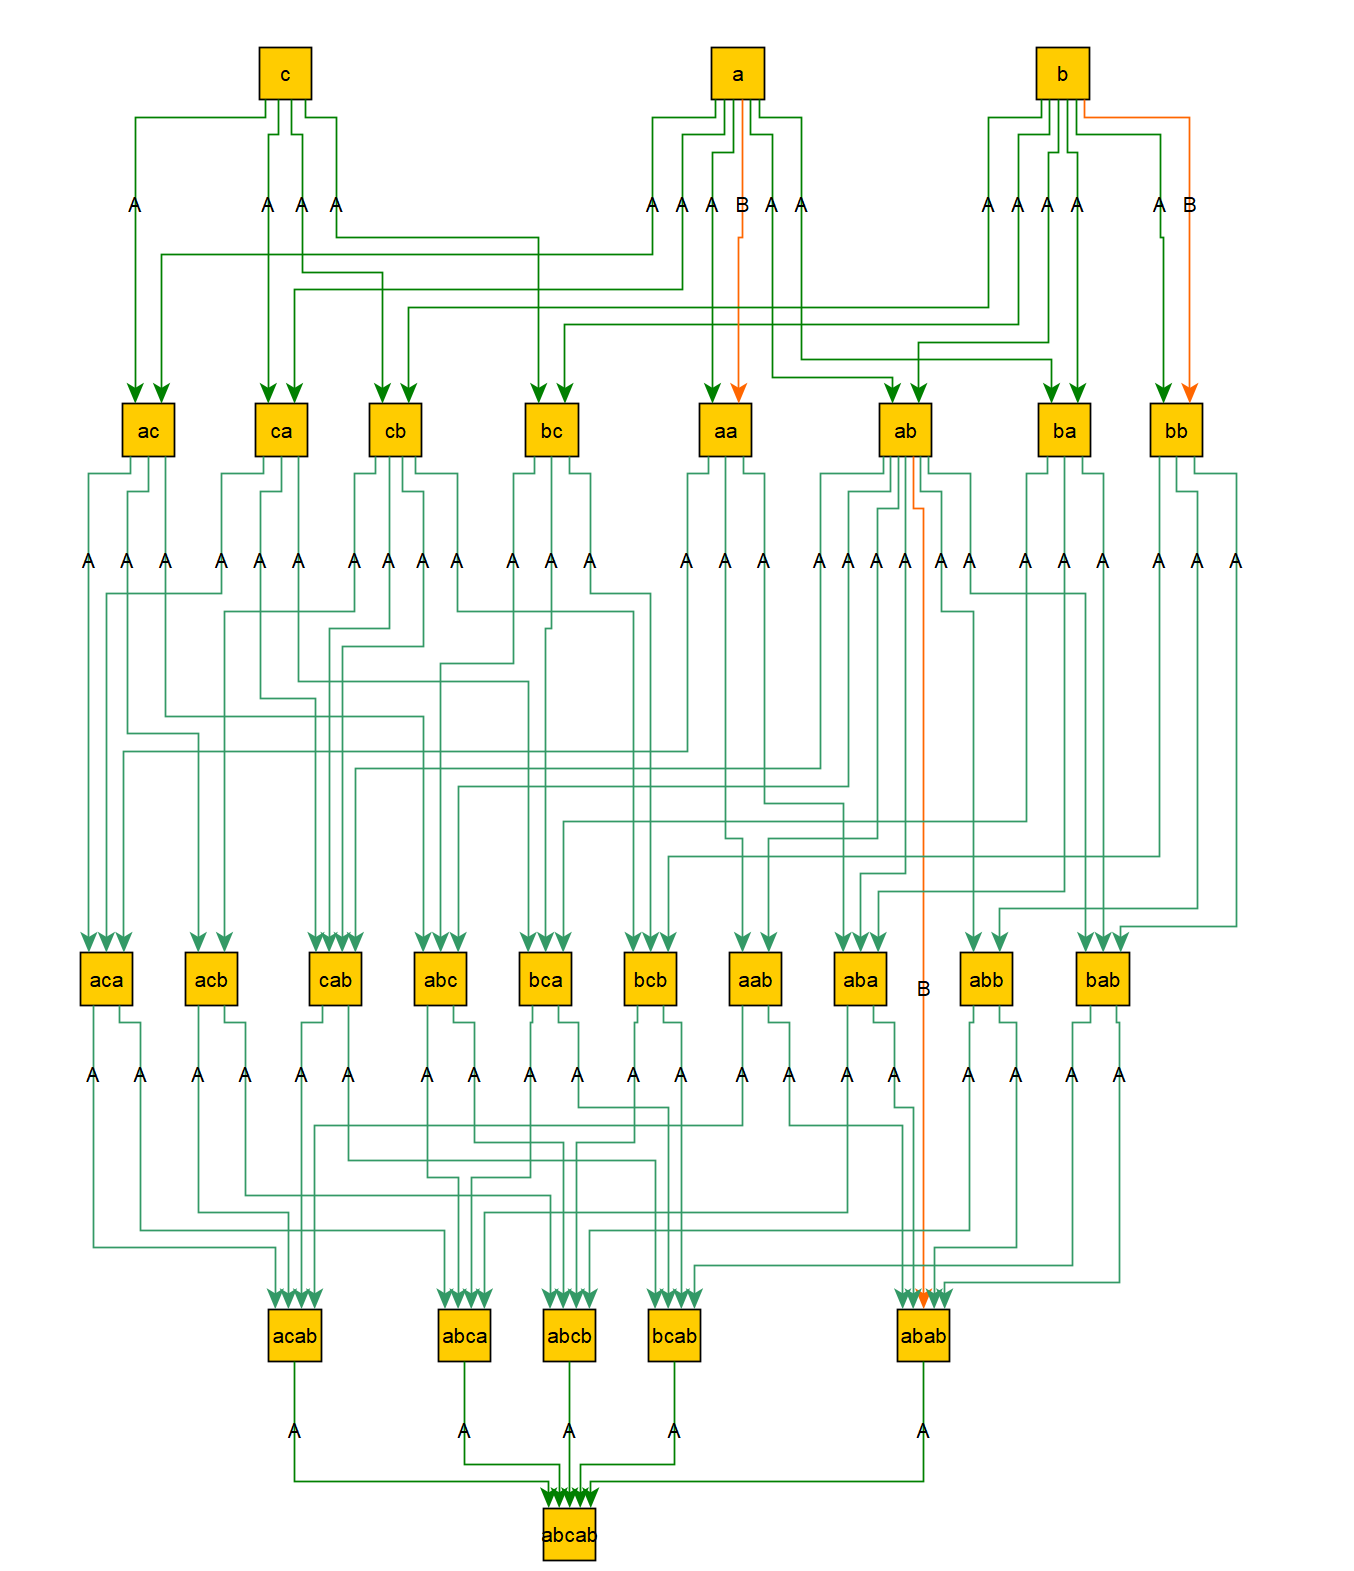 c a b
A A A A A A A B A A A A A A A B
ac ca cb bc aa ab ba bb
A A A A A A A A A A A A A A A A A A A A A A A A A A A A
aca acb cab abc bca bcb aab aba abb bab
B
A A A A A A A A A A A A A A A A A A A A
acab abca abcb bcab abab
A A A A A
abcab